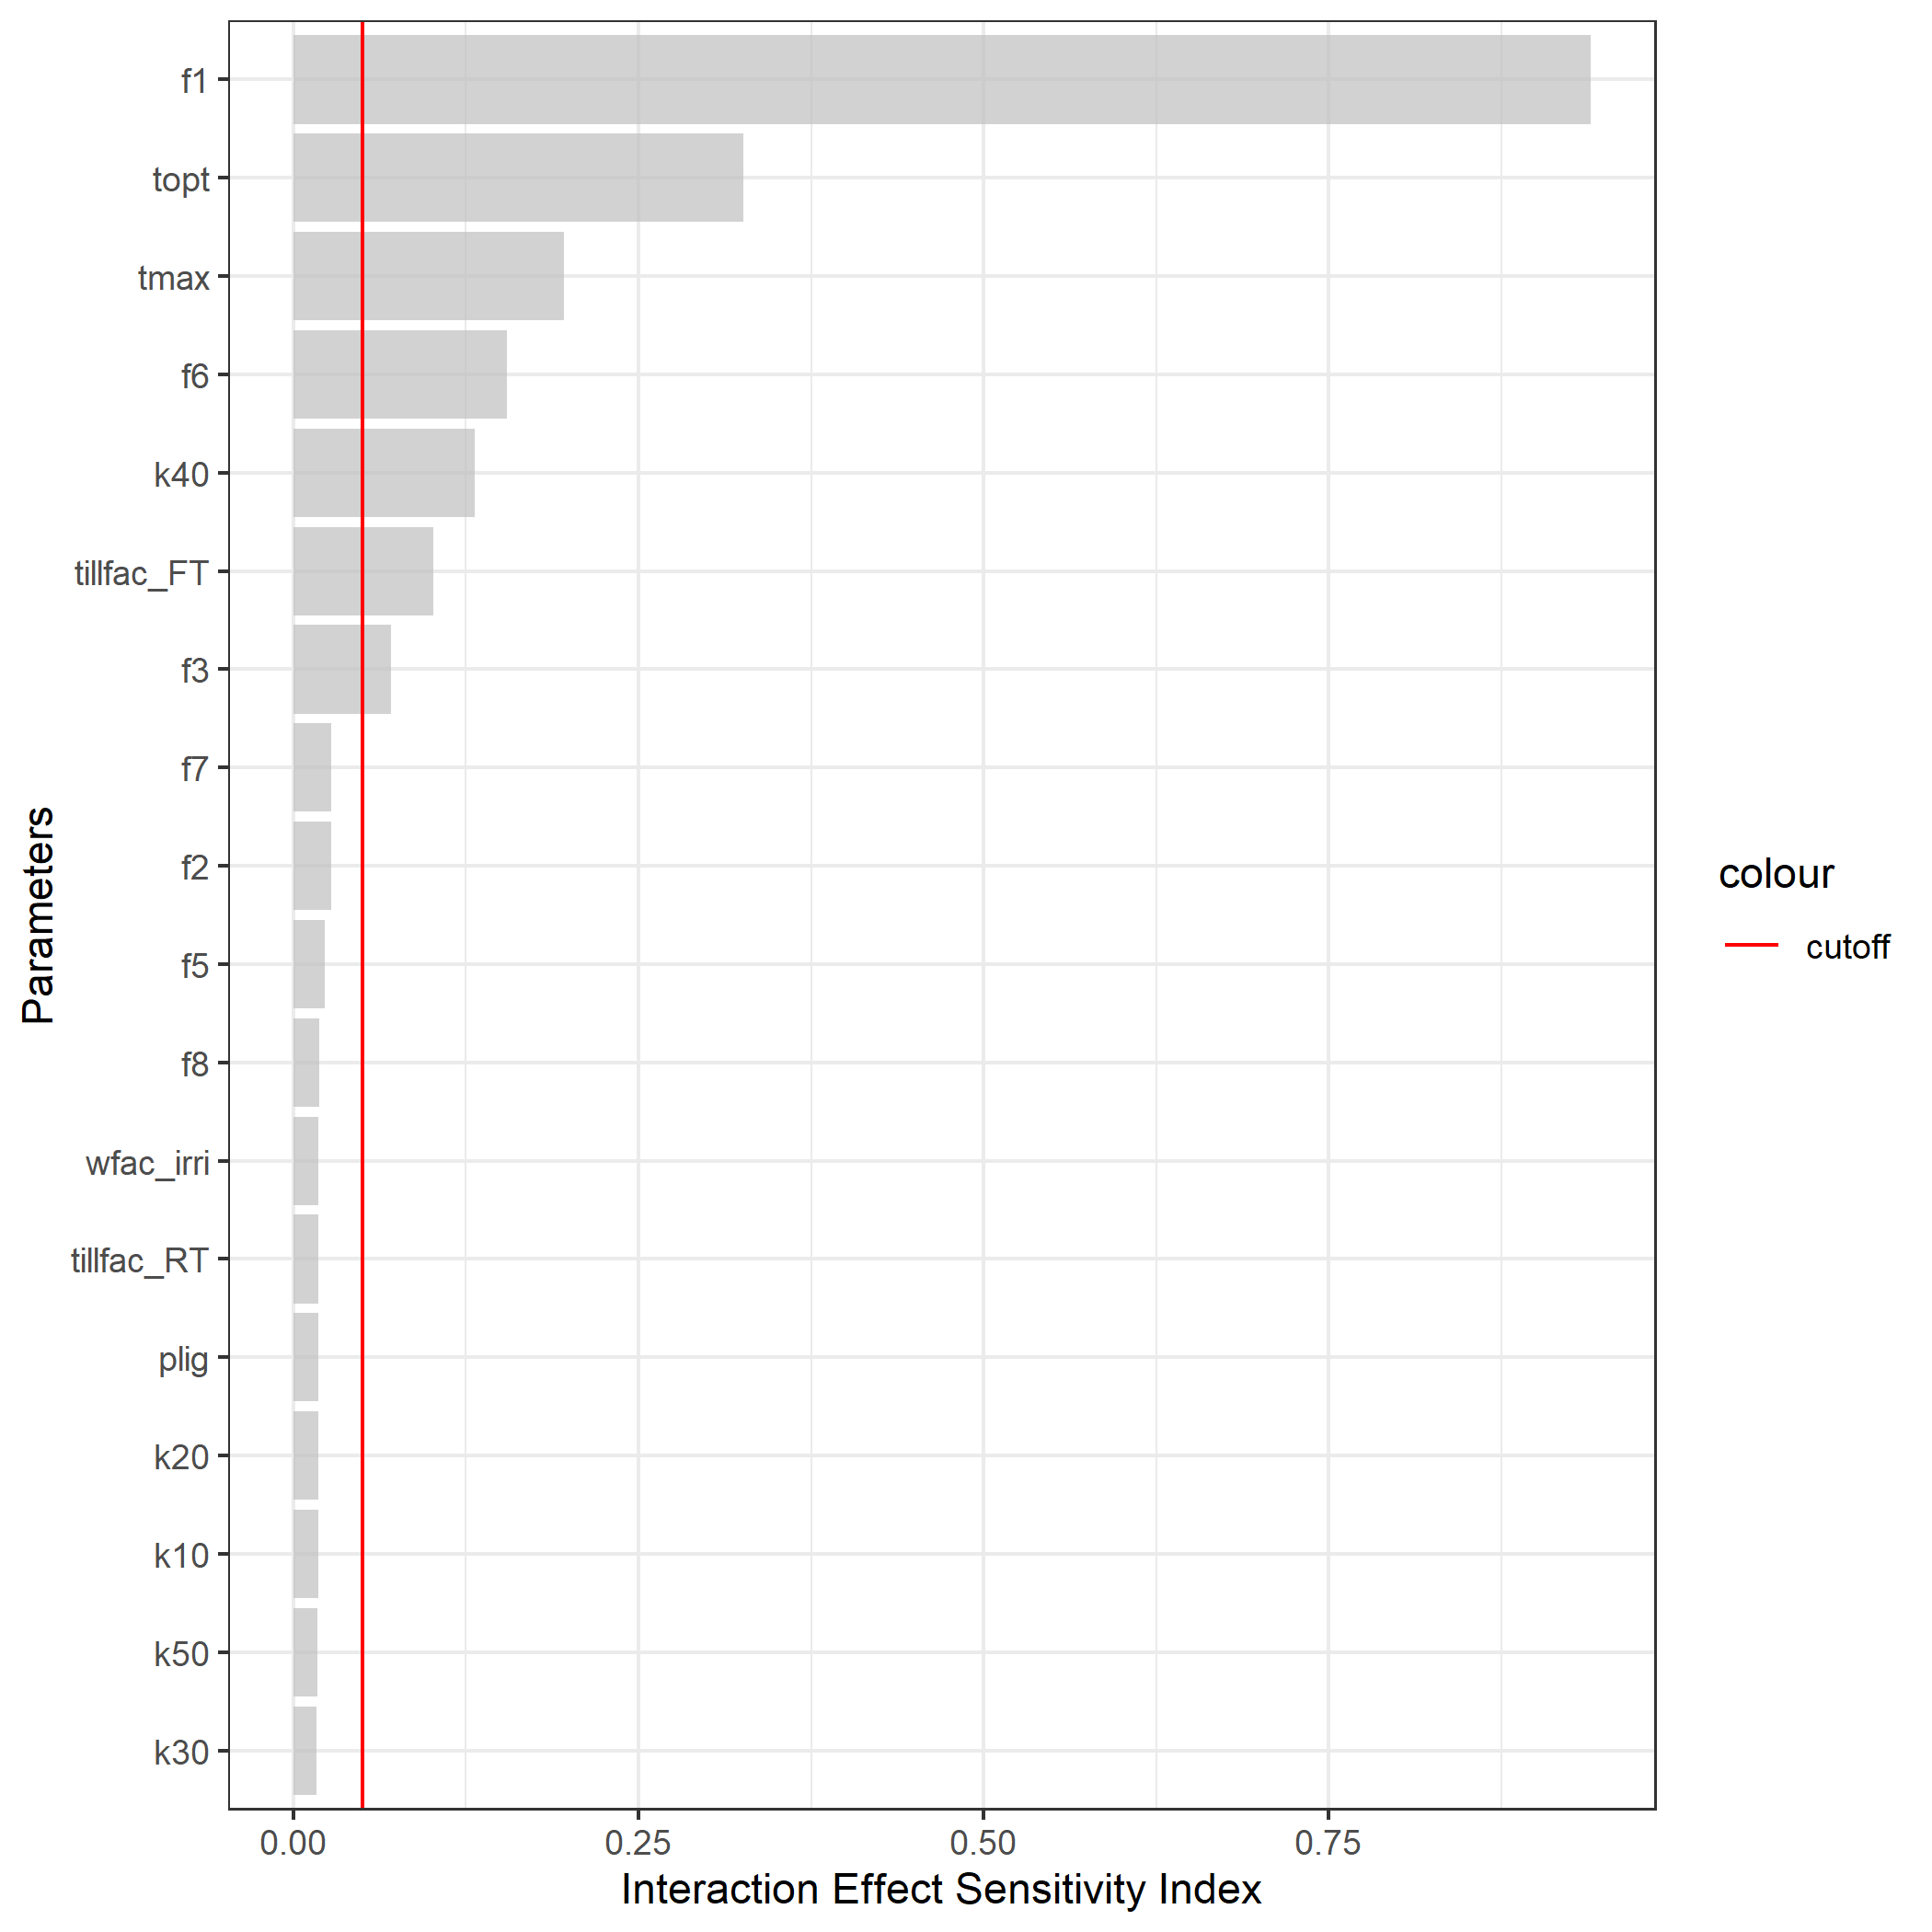 f1
topt
tmax
f6
k40
tillfac_FT
f3
f7
f2
f5
f8
wfac_irri
tillfac_RT
plig
k20
k10
k50
k30
Parameters
0.00 0.25 0.50 0.75
Interaction Effect Sensitivity Index
colour
cutoff